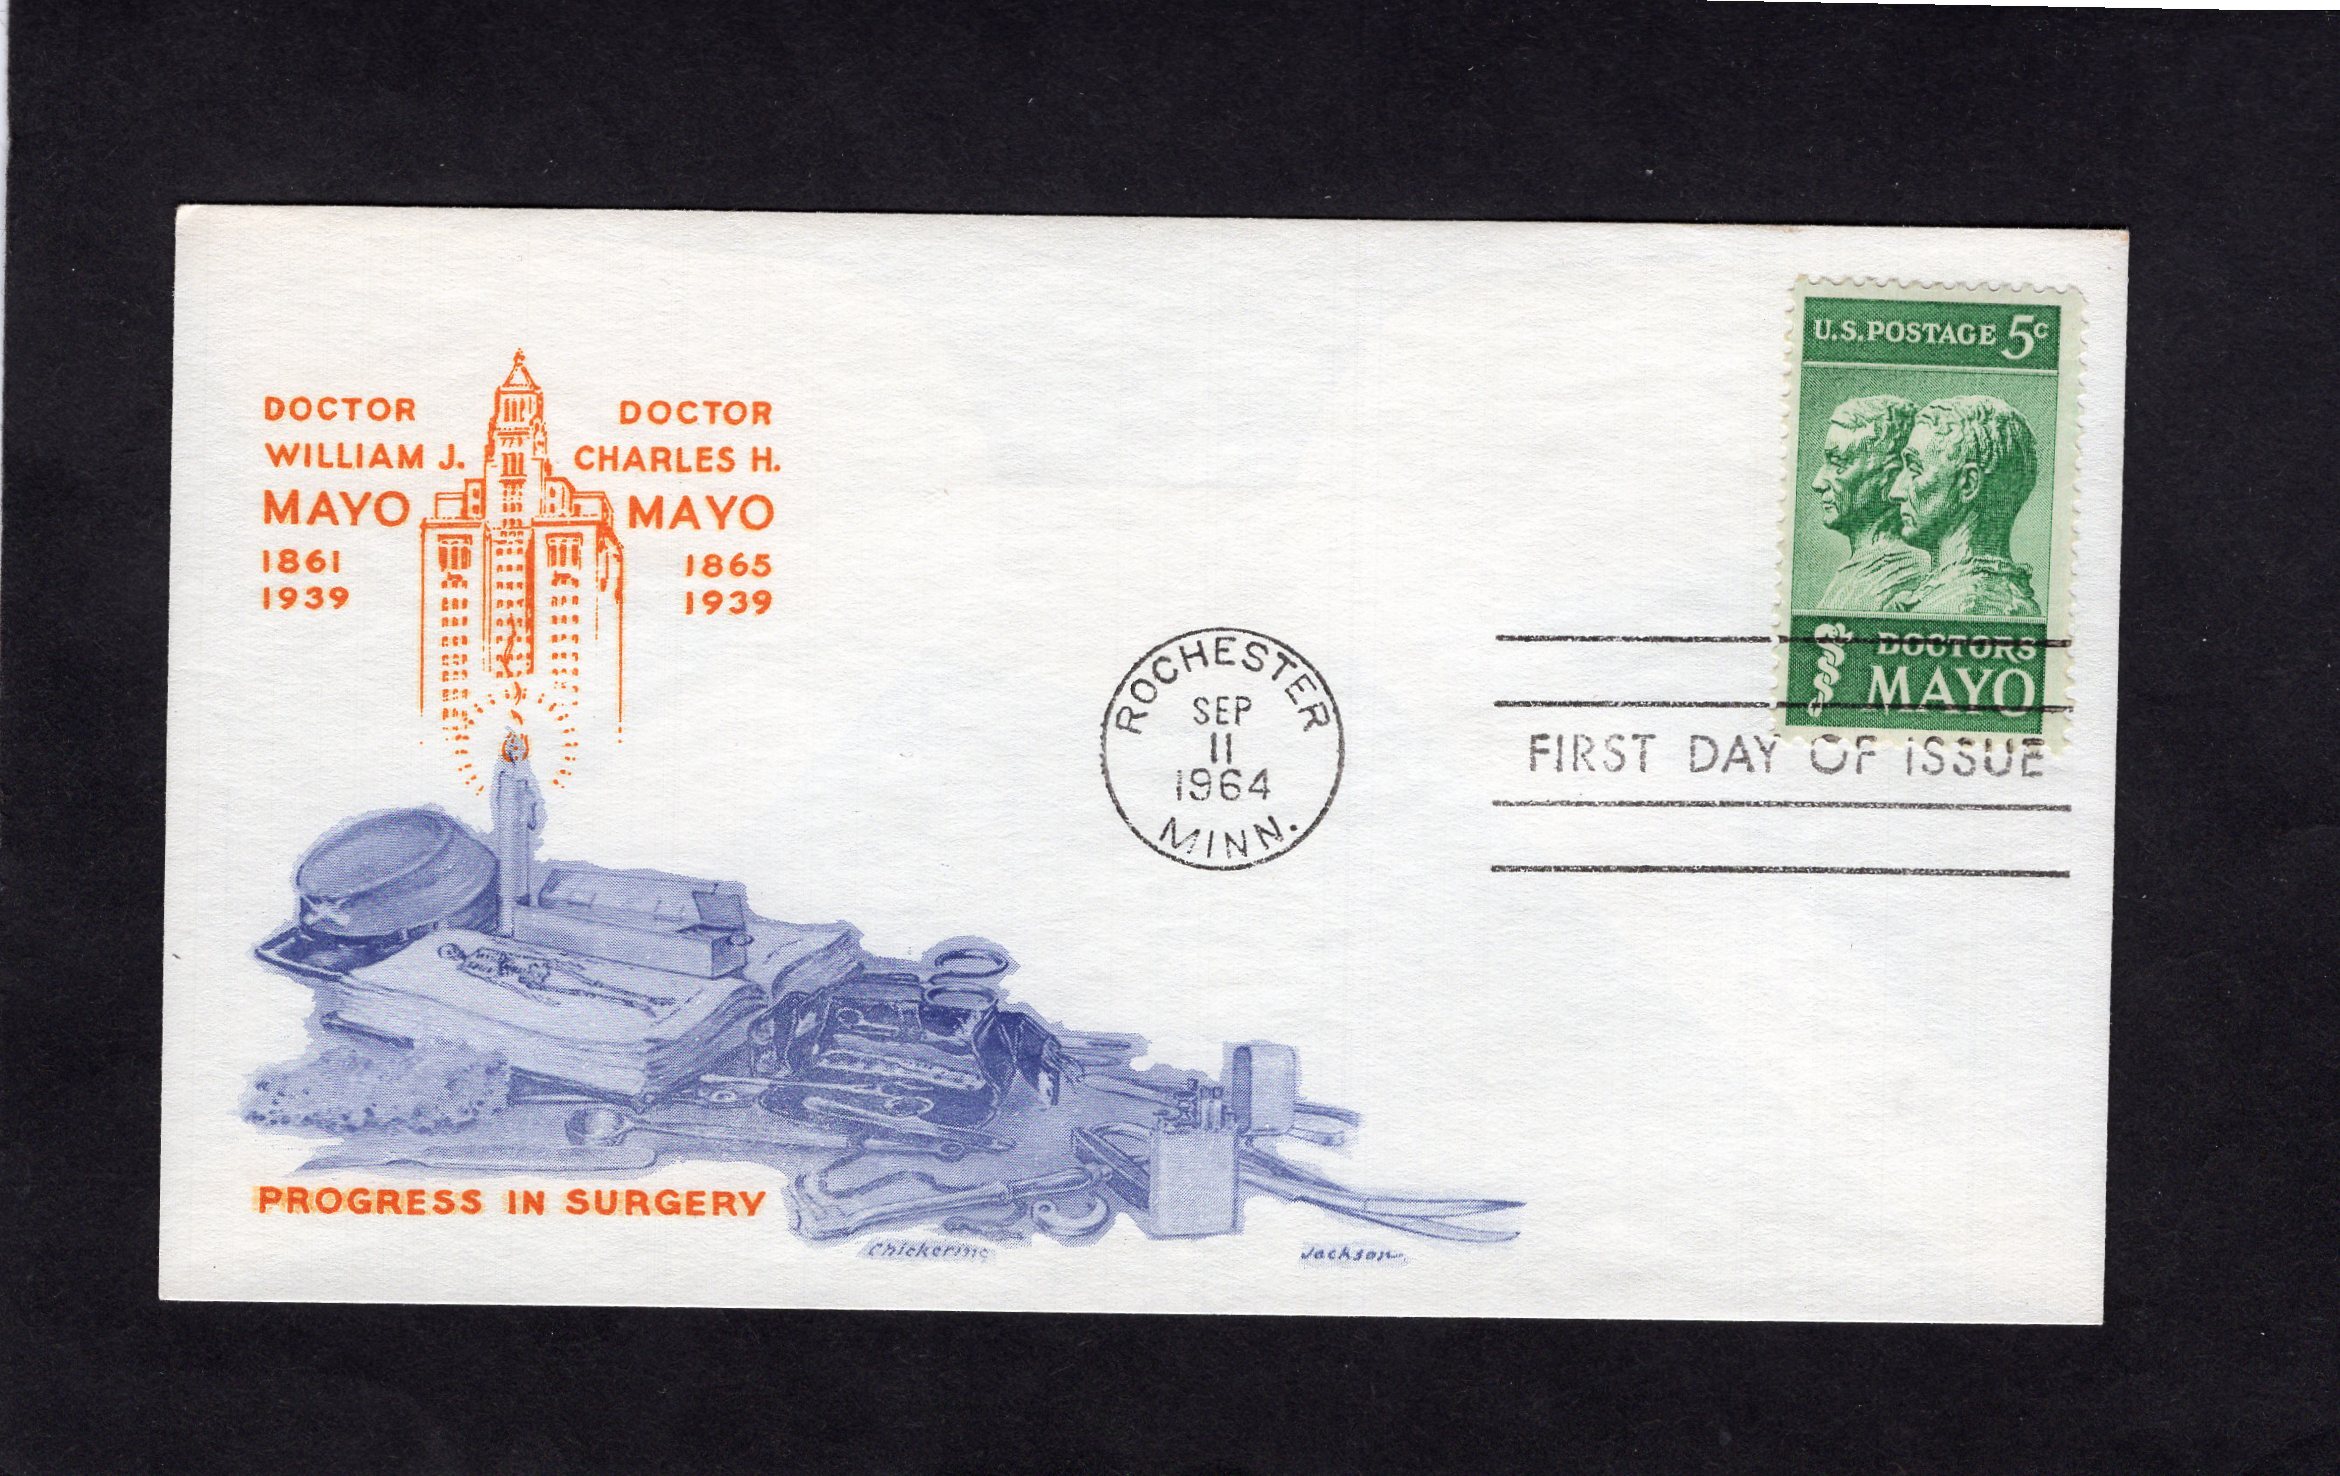 DOCTOR
WILLIAM J.
MAYO
1861
1939
DOCTOR
CHARLES H.
MAYO
1865
1939
U.S. POSTAGE 5c
DOCTORS
MAYO
ROCHESTER
SEP
11
1964
MINN.
FIRST DAY OF ISSUE
PROGRESS IN SURGERY
Chickering
Jackson